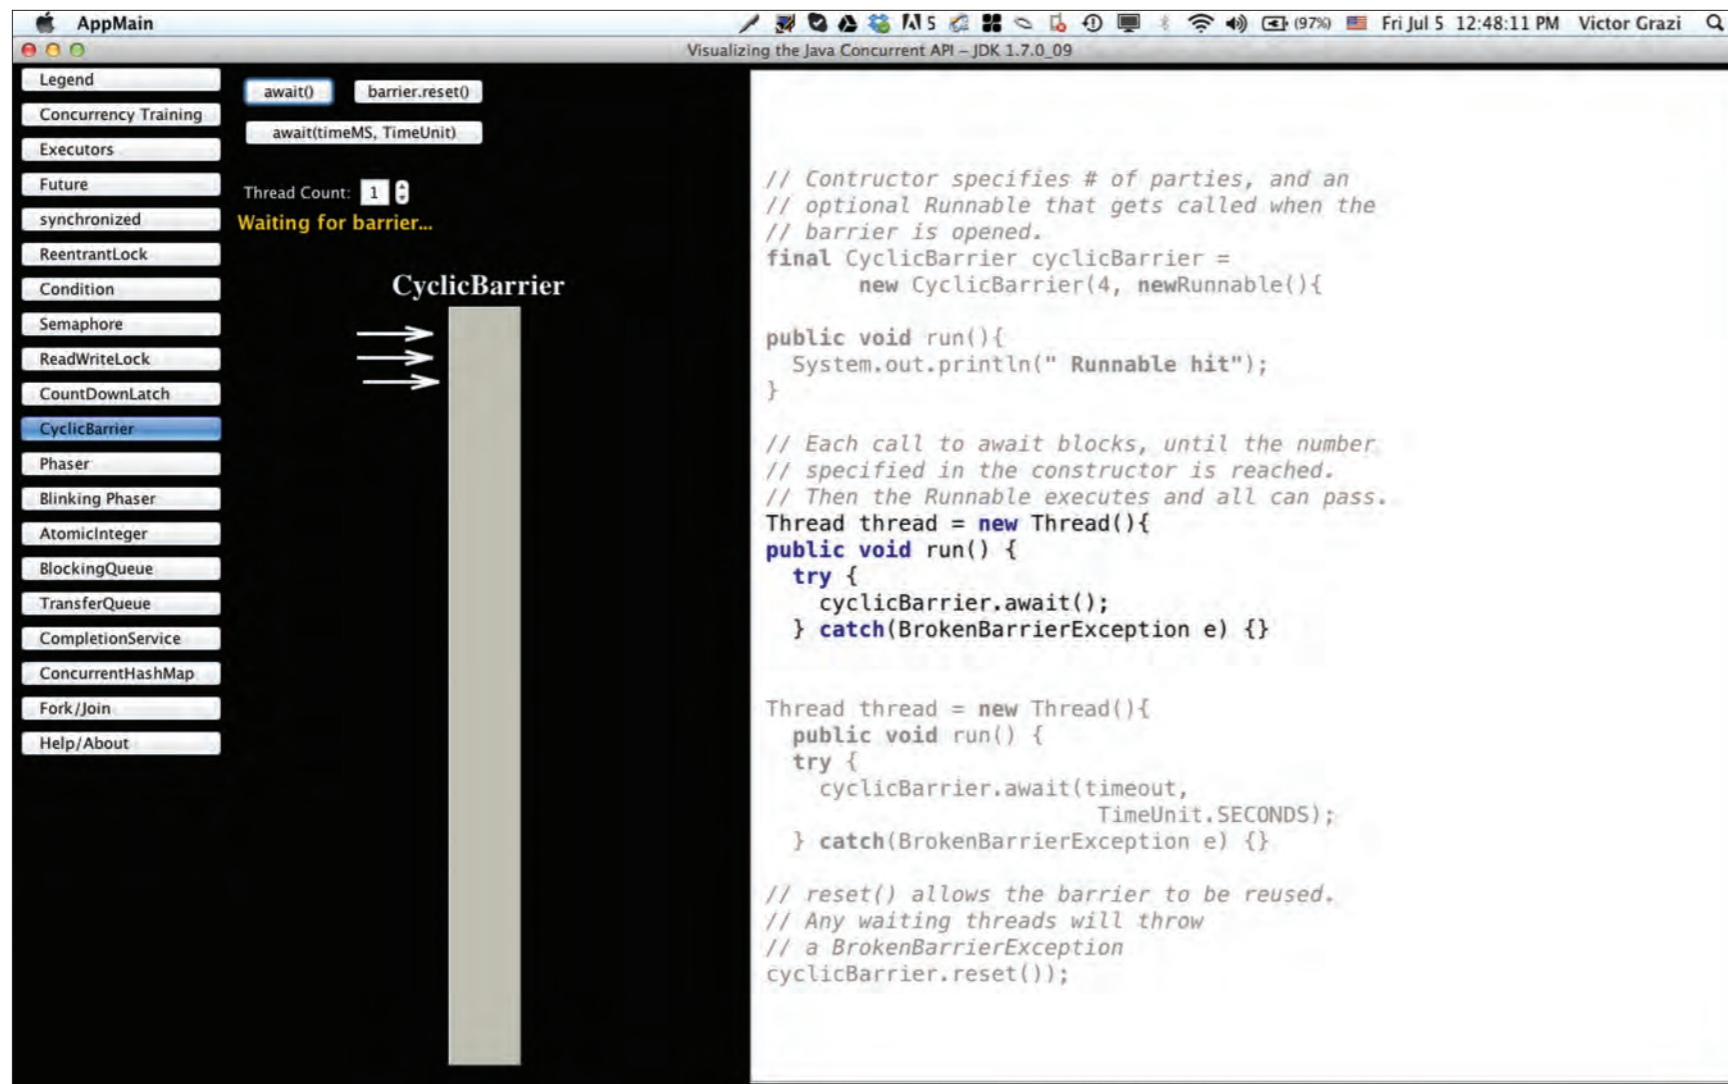 AppMain
5
(97%)
Fri Jul 5 12:48:11 PM
Victor Grazi
Visualizing the Java Concurrent API – JDK 1.7.0_09
Legend
Concurrency Training
Executors
Future
synchronized
ReentrantLock
Condition
Semaphore
ReadWriteLock
CountDownLatch
CyclicBarrier
Phaser
Blinking Phaser
AtomicInteger
BlockingQueue
TransferQueue
CompletionService
ConcurrentHashMap
Fork/Join
Help/About
await()
barrier.reset()
await(timeMS, TimeUnit)
Thread Count: 1
Waiting for barrier...
CyclicBarrier
// Contructor specifies # of parties, and an
// optional Runnable that gets called when the
// barrier is opened.
final CyclicBarrier cyclicBarrier =
new CyclicBarrier(4, newRunnable(){
public void run(){
System.out.println(" Runnable hit");
}
// Each call to await blocks, until the number
// specified in the constructor is reached.
// Then the Runnable executes and all can pass.
Thread thread = new Thread(){
public void run() {
try {
cyclicBarrier.await();
} catch(BrokenBarrierException e) {}
Thread thread = new Thread(){
public void run() {
try {
cyclicBarrier.await(timeout,
TimeUnit.SECONDS);
} catch(BrokenBarrierException e) {}
// reset() allows the barrier to be reused.
// Any waiting threads will throw
// a BrokenBarrierException
cyclicBarrier.reset());